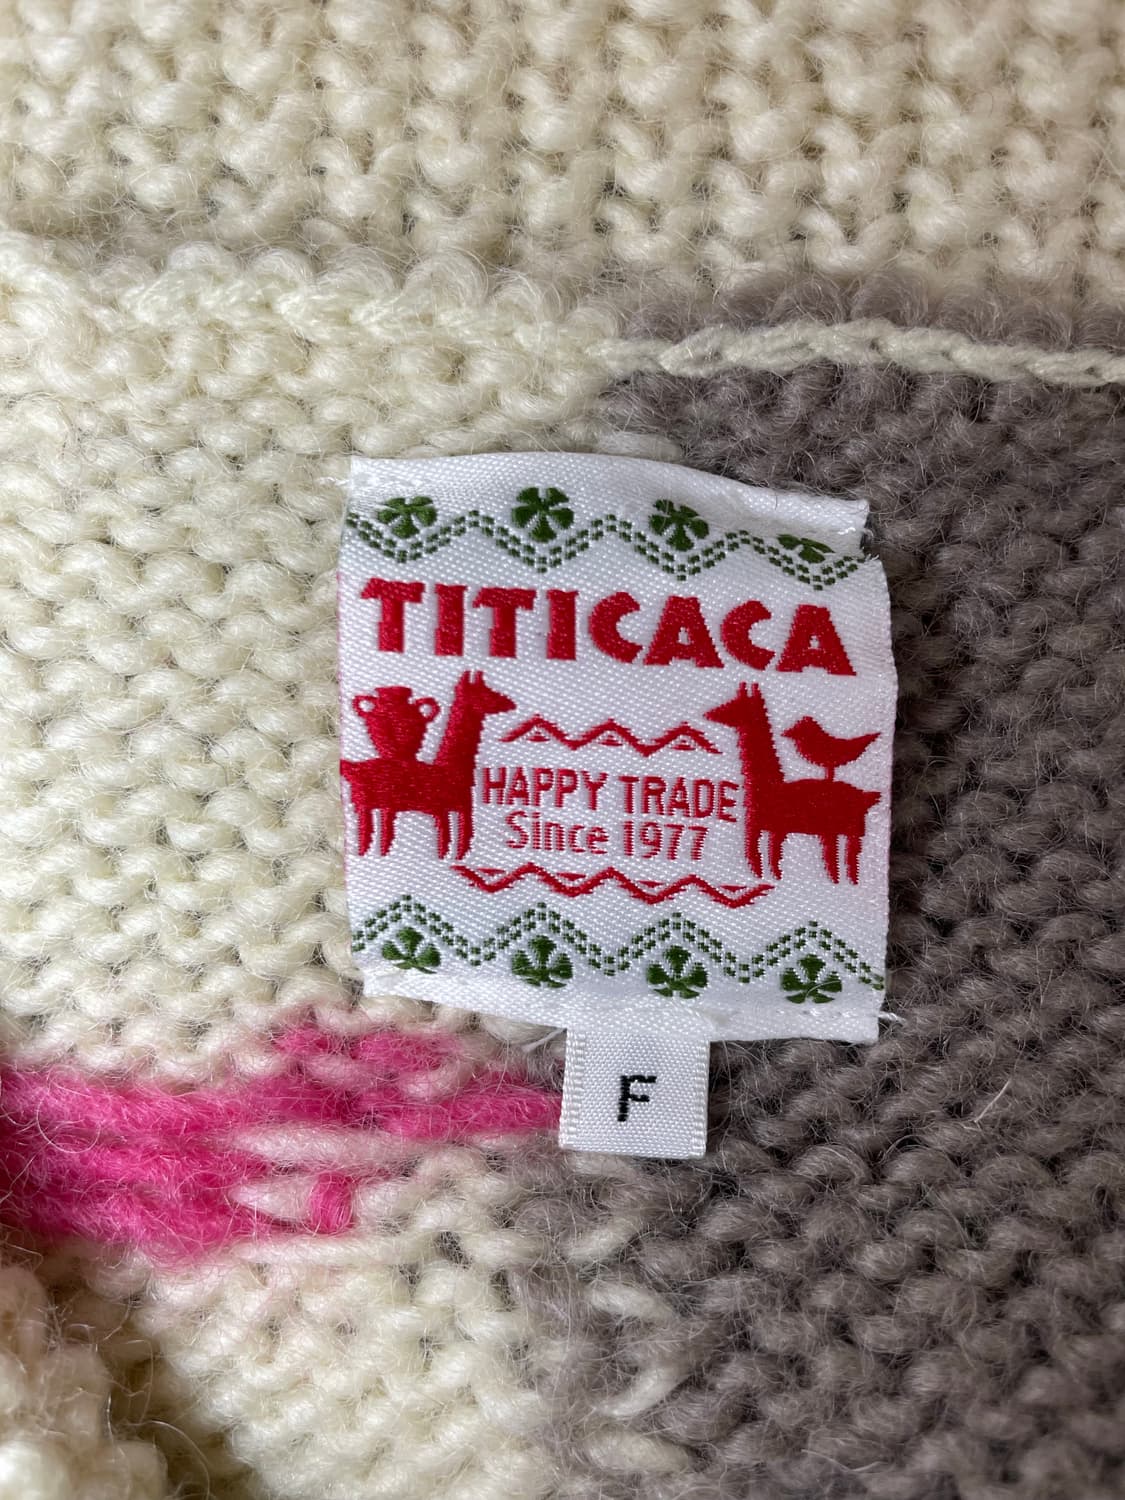 TITICACA
HAPPY TRADE
Since 1977
F